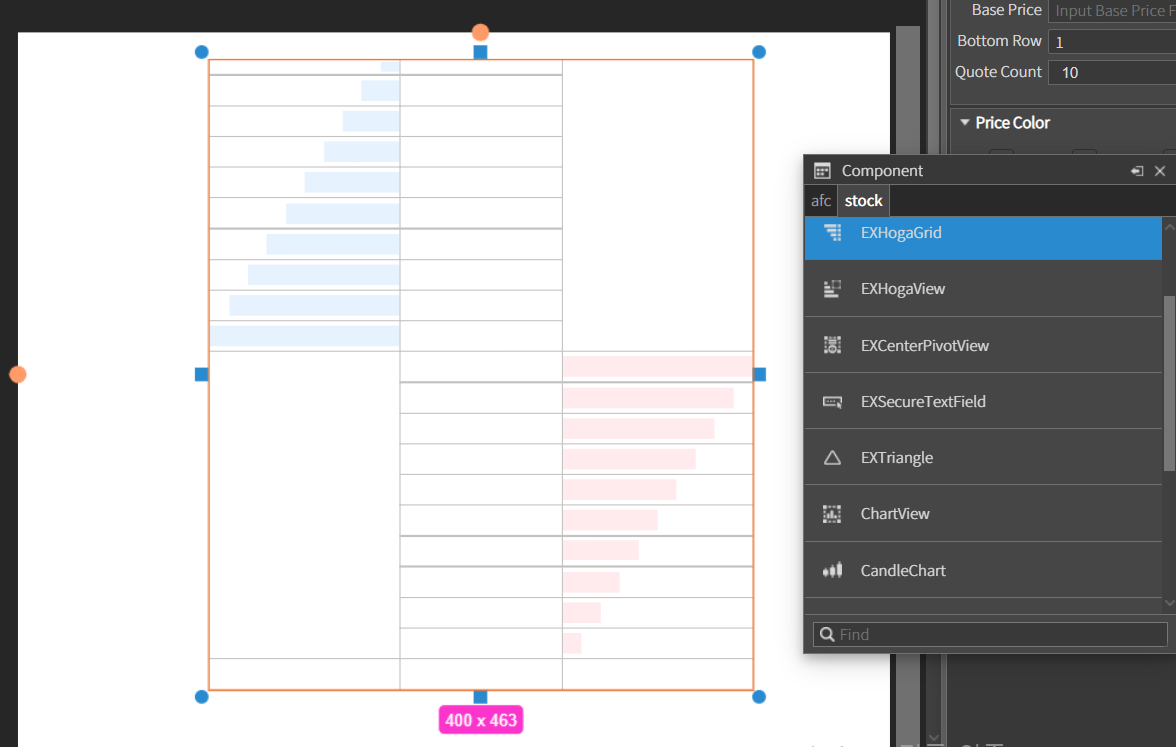 Base Price Input Base Price F
Bottom Row 1
Quote Count 10
Price Color
Component
afc stock
EXHogaGrid
EXHogaView
EXCenterPivotView
EXSecureTextField
EXTriangle
ChartView
CandleChart
Find
400 x 463